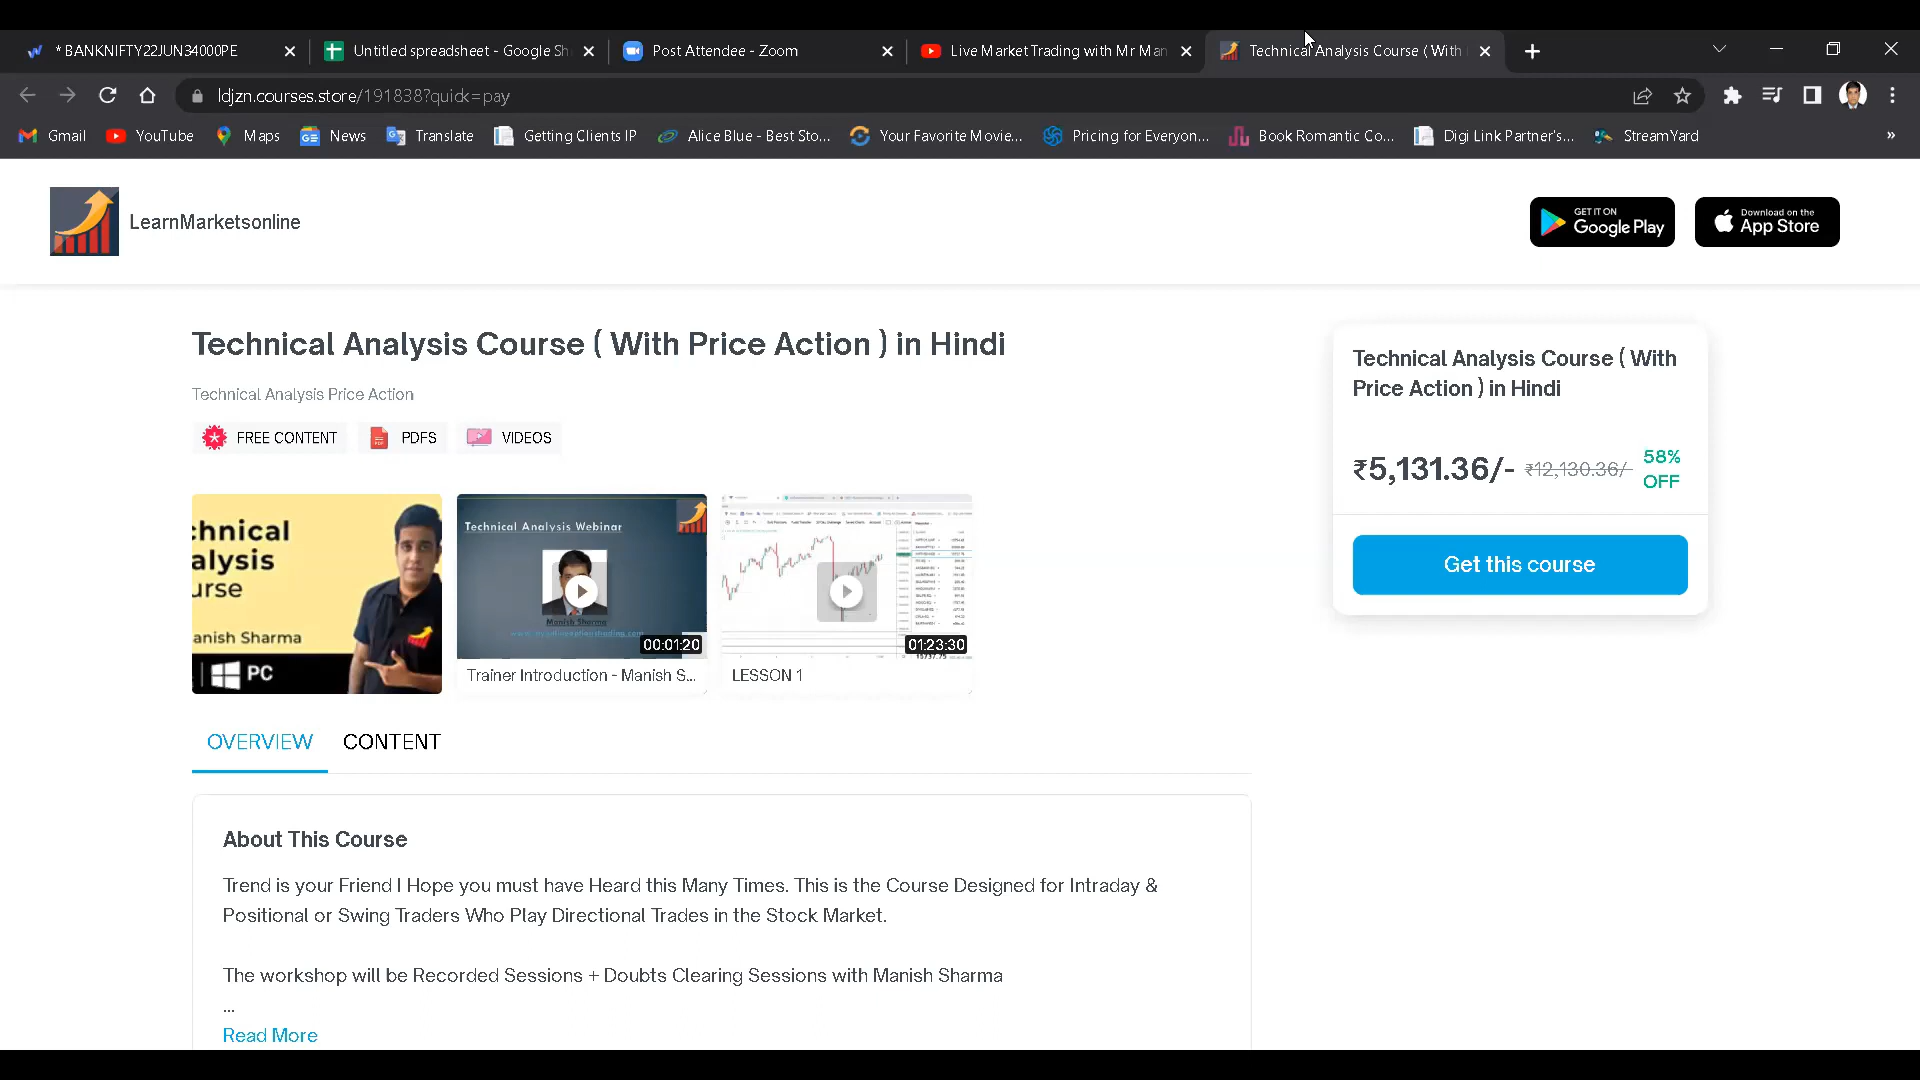 * BANKNIFTY22JUN34000PE
Untitled spreadsheet - Google Sh
Post Attendee - Zoom
Live Market Trading with Mr Man
Technical Analysis Course ( With
ldjzn.courses.store/191838?quick=pay
Gmail
YouTube
Maps
News
Translate
Getting Clients IP
Alice Blue - Best Sto...
Your Favorite Movie...
Pricing for Everyon...
Book Romantic Co...
Digi Link Partner's...
StreamYard
»
LearnMarketsonline
GET IT ON
Google Play
Download on the
App Store
Technical Analysis Course ( With Price Action ) in Hindi
Technical Analysis Price Action
FREE CONTENT
PDFS
VIDEOS
chnical
alysis
urse
anish Sharma
PC
Technical Analysis Webinar
Manish Sharma
00:01:20
Trainer Introduction - Manish S...
01:23:30
LESSON 1
Technical Analysis Course ( With
Price Action ) in Hindi
₹5,131.36/- ₹12,130.36/- 58%
OFF
Get this course
OVERVIEW
CONTENT
About This Course
Trend is your Friend I Hope you must have Heard this Many Times. This is the Course Designed for Intraday &
Positional or Swing Traders Who Play Directional Trades in the Stock Market.
The workshop will be Recorded Sessions + Doubts Clearing Sessions with Manish Sharma
...
Read More